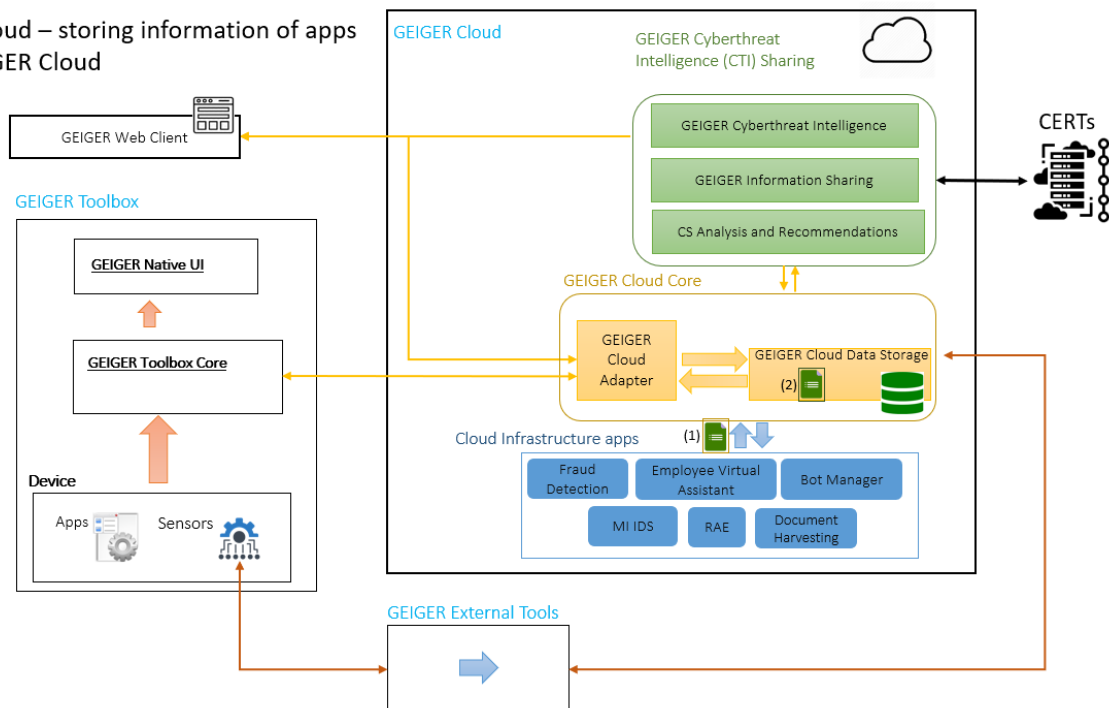 oud – storing information of apps
GER Cloud
GEIGER Cloud
GEIGER Cyberthreat
Intelligence (CTI) Sharing
GEIGER Web Client
GEIGER Cyberthreat Intelligence
GEIGER Information Sharing
CS Analysis and Recommendations
CERTs
GEIGER Toolbox
GEIGER Native UI
GEIGER Toolbox Core
Device
Apps
Sensors
GEIGER Cloud Core
GEIGER
Cloud
Adapter
GEIGER Cloud Data Storage
(2)
(1)
Cloud Infrastructure apps
Fraud
Detection
Employee Virtual
Assistant
Bot Manager
MI IDS
RAE
Document
Harvesting
GEIGER External Tools